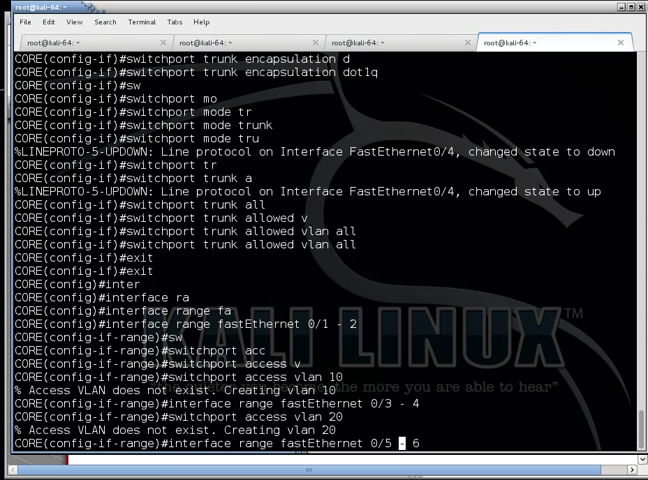 root@kali-64: ~
File Edit View Search Terminal Tabs Help
root@kali-64: ~ root@kali-64: ~ root@kali-64: ~ root@kali-64: ~
CORE(config-if)#switchport trunk encapsulation d
CORE(config-if)#switchport trunk encapsulation dot1q
CORE(config-if)#sw
CORE(config-if)#switchport mo
CORE(config-if)#switchport mode tr
CORE(config-if)#switchport mode trunk
CORE(config-if)#switchport mode tru
%LINEPROTO-5-UPDOWN: Line protocol on Interface FastEthernet0/4, changed state to down
CORE(config-if)#switchport tr
CORE(config-if)#switchport trunk a
%LINEPROTO-5-UPDOWN: Line protocol on Interface FastEthernet0/4, changed state to up
CORE(config-if)#switchport trunk all
CORE(config-if)#switchport trunk allowed v
CORE(config-if)#switchport trunk allowed vlan all
CORE(config-if)#switchport trunk allowed vlan all
CORE(config-if)#exit
CORE(config-if)#exit
CORE(config)#inter
CORE(config)#interface ra
CORE(config)#interface range fa
CORE(config)#interface range fastEthernet 0/1 - 2
CORE(config-if-range)#sw
CORE(config-if-range)#switchport acc
CORE(config-if-range)#switchport access v
CORE(config-if-range)#switchport access vlan 10
% Access VLAN does not exist. Creating vlan 10
CORE(config-if-range)#interface range fastEthernet 0/3 - 4
CORE(config-if-range)#switchport access vlan 20
% Access VLAN does not exist. Creating vlan 20
CORE(config-if-range)#interface range fastEthernet 0/5 - 6
KALI LINUX TM
the more you are able to hear"